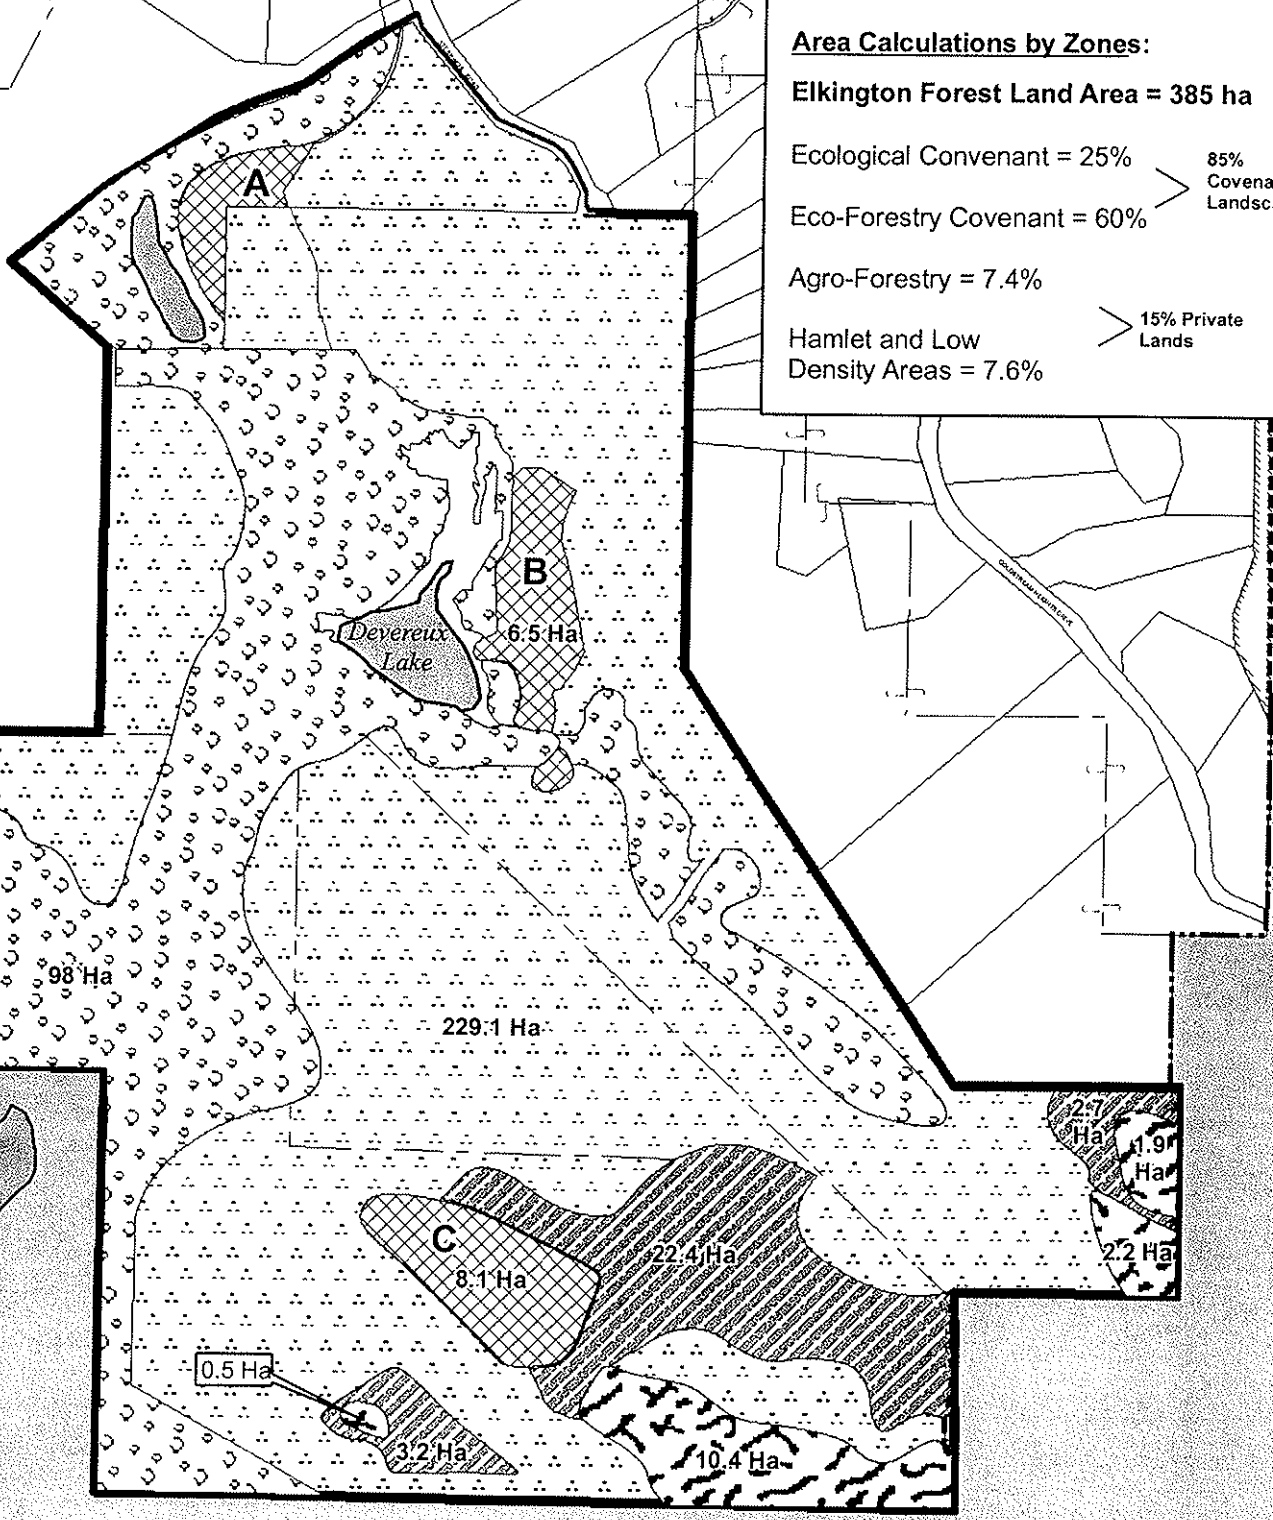 Area Calculations by Zones:
Elkington Forest Land Area = 385 ha
Ecological Convenant = 25%
Eco-Forestry Covenant = 60%
85%
Covena
Landsc
Agro-Forestry = 7.4%
Hamlet and Low
Density Areas = 7.6%
15% Private
Lands
A
B
6.5 Ha
Devereux
Lake
98 Ha
229.1 Ha
2.7
Ha
1.9
Ha
2.2 Ha
C
8.1 Ha
22.4 Ha
0.5 Ha
3.2 Ha
10.4 Ha